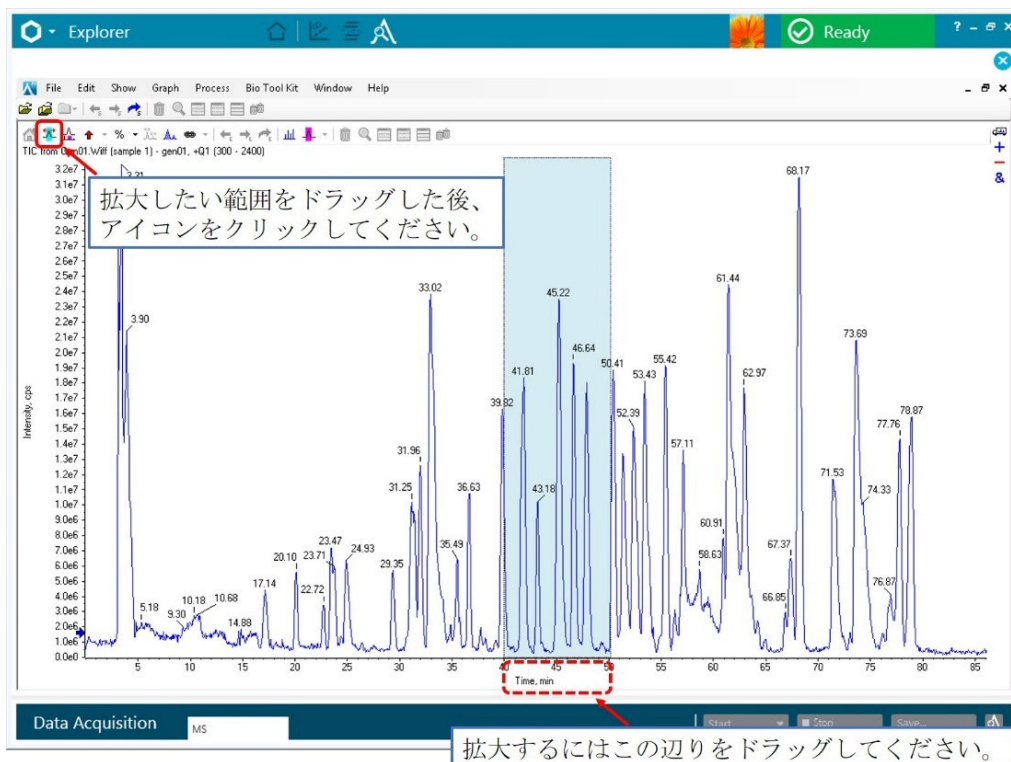 Explorer
Ready
? - x
File Edit Show Graph Process Bio Tool Kit Window Help
%
TIC from Gen01.Wiff (sample 1) - gen01, +Q1 (300 - 2400)
拡大したい範囲をドラッグした後、
アイコンをクリックしてください。
&
Intensity, cps
3.2e7
3.1e7
3.0e7
2.9e7
2.8e7
2.7e7
2.6e7
2.5e7
2.4e7
2.3e7
2.2e7
2.1e7
2.0e7
1.9e7
1.8e7
1.7e7
1.6e7
1.5e7
1.4e7
1.3e7
1.2e7
1.1e7
1.0e7
9.0e6
8.0e6
7.0e6
6.0e6
5.0e6
4.0e6
3.0e6
2.0e6
1.0e6
0.0e0
3.90
5.18
9.30
10.18
10.68
14.88
17.14
20.10
22.72
23.71
23.47
24.93
29.35
31.25
31.96
33.02
35.49
36.63
39.82
41.81
43.18
45.22
46.64
50.41
52.39
53.43
55.42
57.11
58.63
60.91
61.44
62.97
66.85
67.37
68.17
71.53
73.69
74.33
76.87
77.76
78.87
5 10 15 20 25 30 35 40 45 50 55 60 65 70 75 80 85
Time, min
Data Acquisition
MS
Start
Stop
Save...
拡大するにはこの辺りをドラッグしてください。